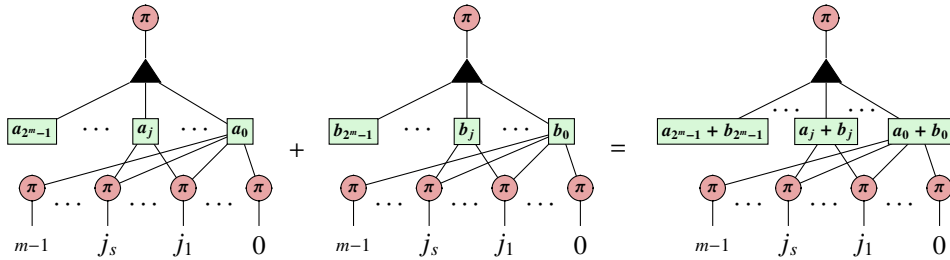 π π π
a_{2^m−1} ··· a_j ··· a_0 + b_{2^m−1} ··· b_j ··· b_0 = a_{2^m−1} + b_{2^m−1} ··· a_j + b_j ··· a_0 + b_0
π ··· π ··· π ··· π π ··· π ··· π ··· π π ··· π ··· π ··· π
m−1 j_s j_1 0 m−1 j_s j_1 0 m−1 j_s j_1 0